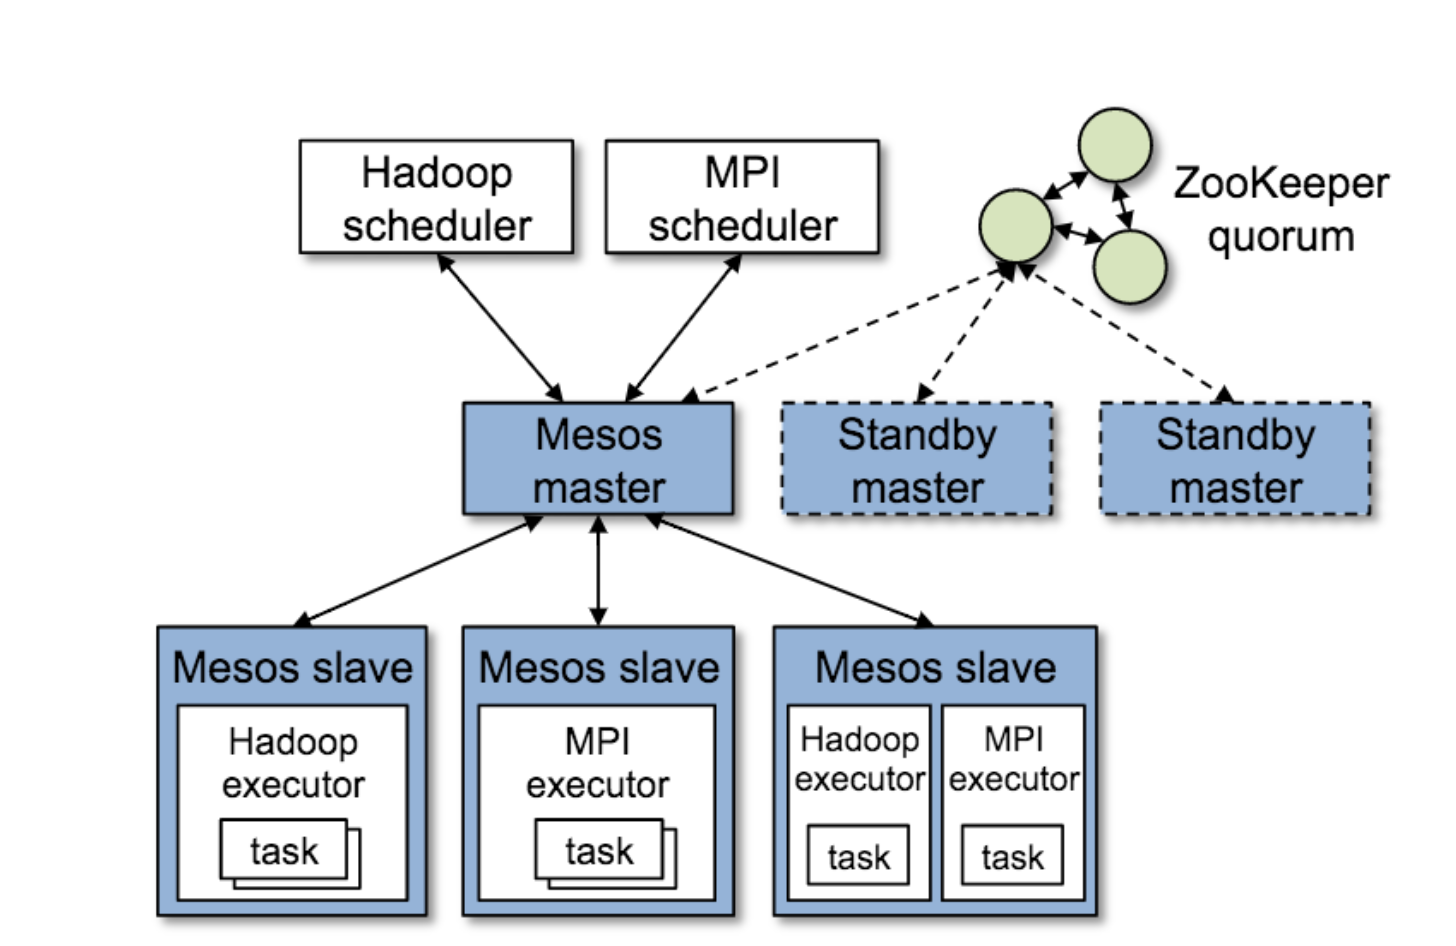 Hadoop
scheduler
MPI
scheduler
ZooKeeper
quorum
Mesos
master
Standby
master
Standby
master
Mesos slave
Hadoop
executor
task
Mesos slave
MPI
executor
task
Mesos slave
Hadoop
executor
task
MPI
executor
task